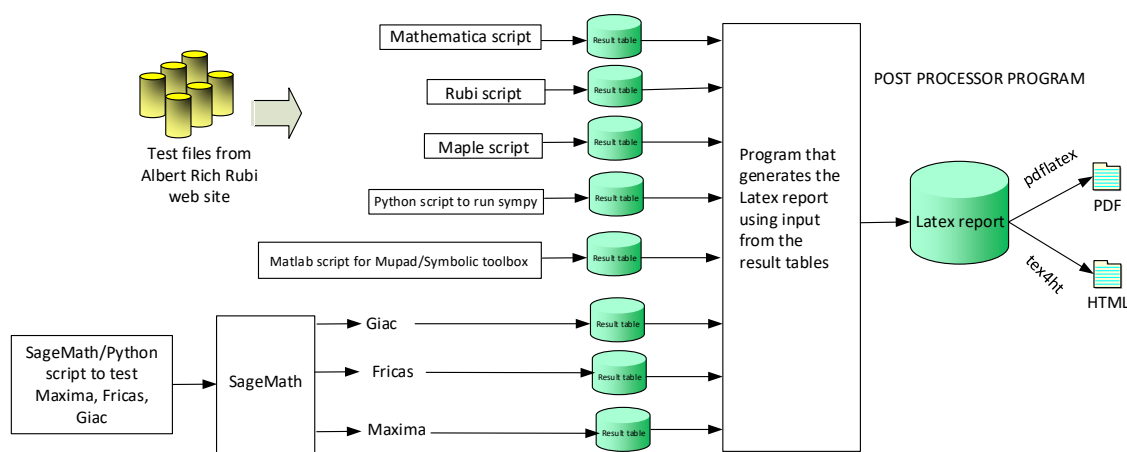 Mathematica script
Result table
Rubi script
Result table
Maple script
Result table
Python script to run sympy
Result table
Matlab script for Mupad/Symbolic toolbox
Result table
Test files from
Albert Rich Rubi
web site
SageMath/Python
script to test
Maxima, Fricas,
Giac
SageMath
Giac
Result table
Fricas
Result table
Maxima
Result table
Program that
generates the
Latex report
using input
from the
result tables
POST PROCESSOR PROGRAM
Latex report
pdflatex
PDF
tex4ht
HTML